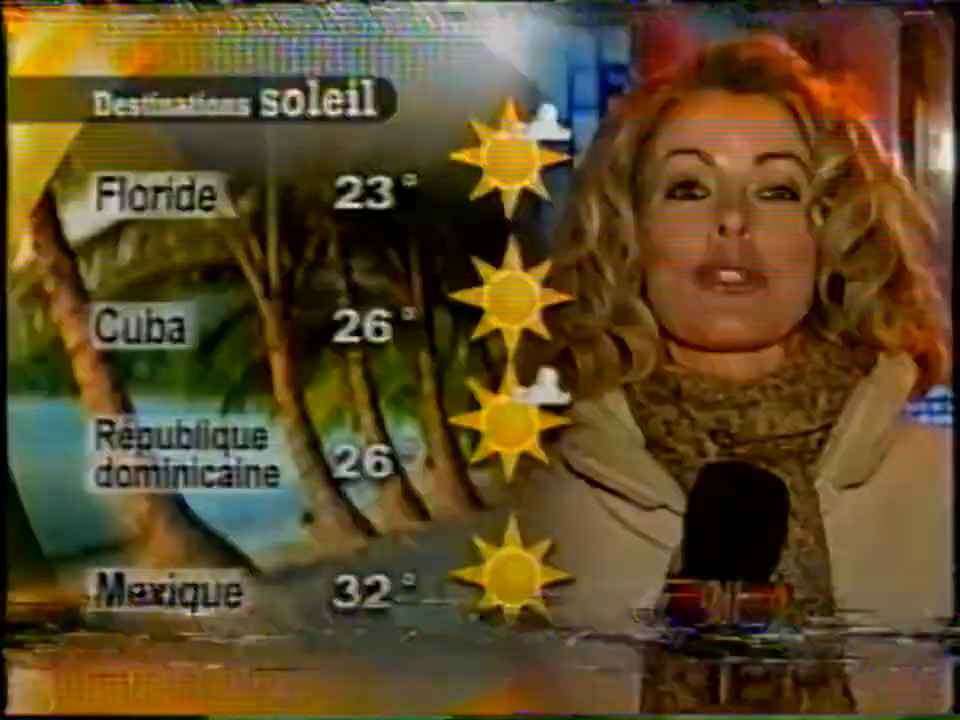 Destinations soleil
Floride 23°
Cuba 26°
République
dominicaine 26°
Mexique 32°